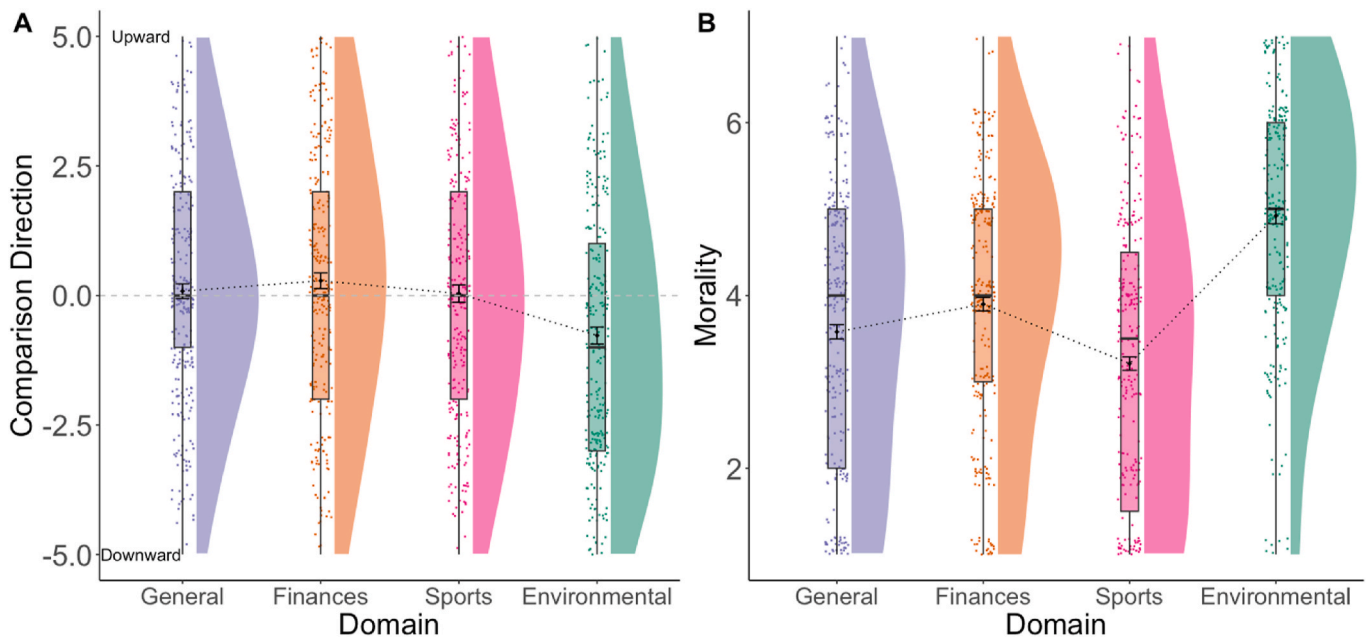 A
Comparison Direction
5.0
2.5
0.0
-2.5
-5.0
Upward
Downward
General Finances Sports Environmental
Domain
B
Morality
6
4
2
General Finances Sports Environmental
Domain